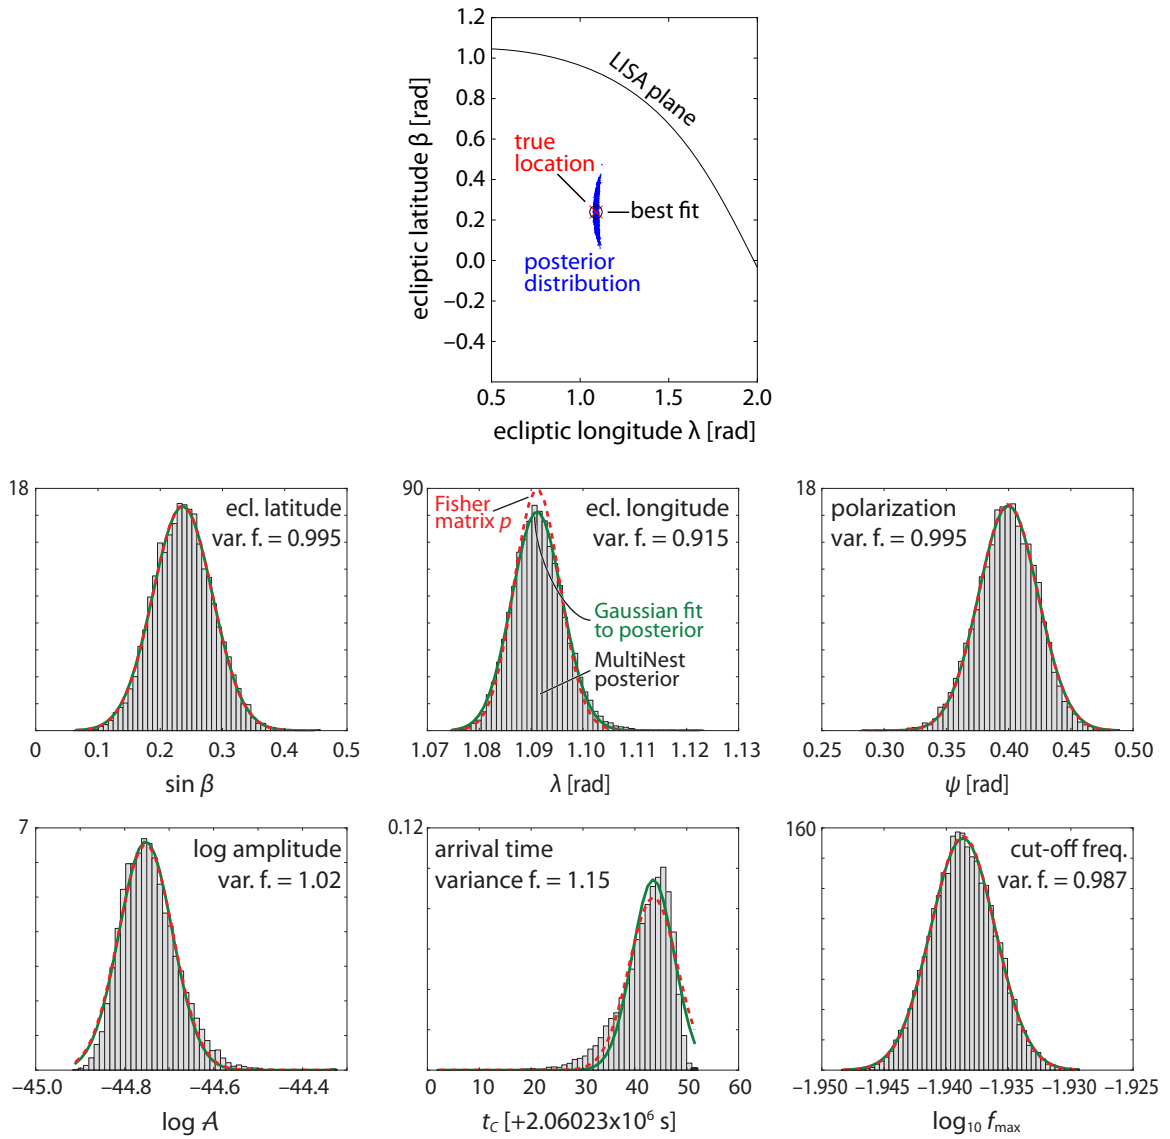 1.2
1.0
0.8
0.6
0.4
0.2
0.0
−0.2
−0.4
ecliptic latitude β [rad]
LISA plane
true
location
best fit
posterior
distribution
0.5 1.0 1.5 2.0
ecliptic longitude λ [rad]
18
ecl. latitude
var. f. = 0.995
0 0.1 0.2 0.3 0.4 0.5
sin β
90
Fisher
matrix p
ecl. longitude
var. f. = 0.915
Gaussian fit
to posterior
MultiNest
posterior
1.07 1.08 1.09 1.10 1.11 1.12 1.13
λ [rad]
18
polarization
var. f. = 0.995
0.25 0.30 0.35 0.40 0.45 0.50
ψ [rad]
7
log amplitude
var. f. = 1.02
−45.0 −44.8 −44.6 −44.4
log A
0.12
arrival time
variance f. = 1.15
0 10 20 30 40 50 60
t_C [+2.06023x10⁶ s]
160
cut-off freq.
var. f. = 0.987
−1.950 −1.945 −1.940 −1.935 −1.930 −1.925
log₁₀ f_max